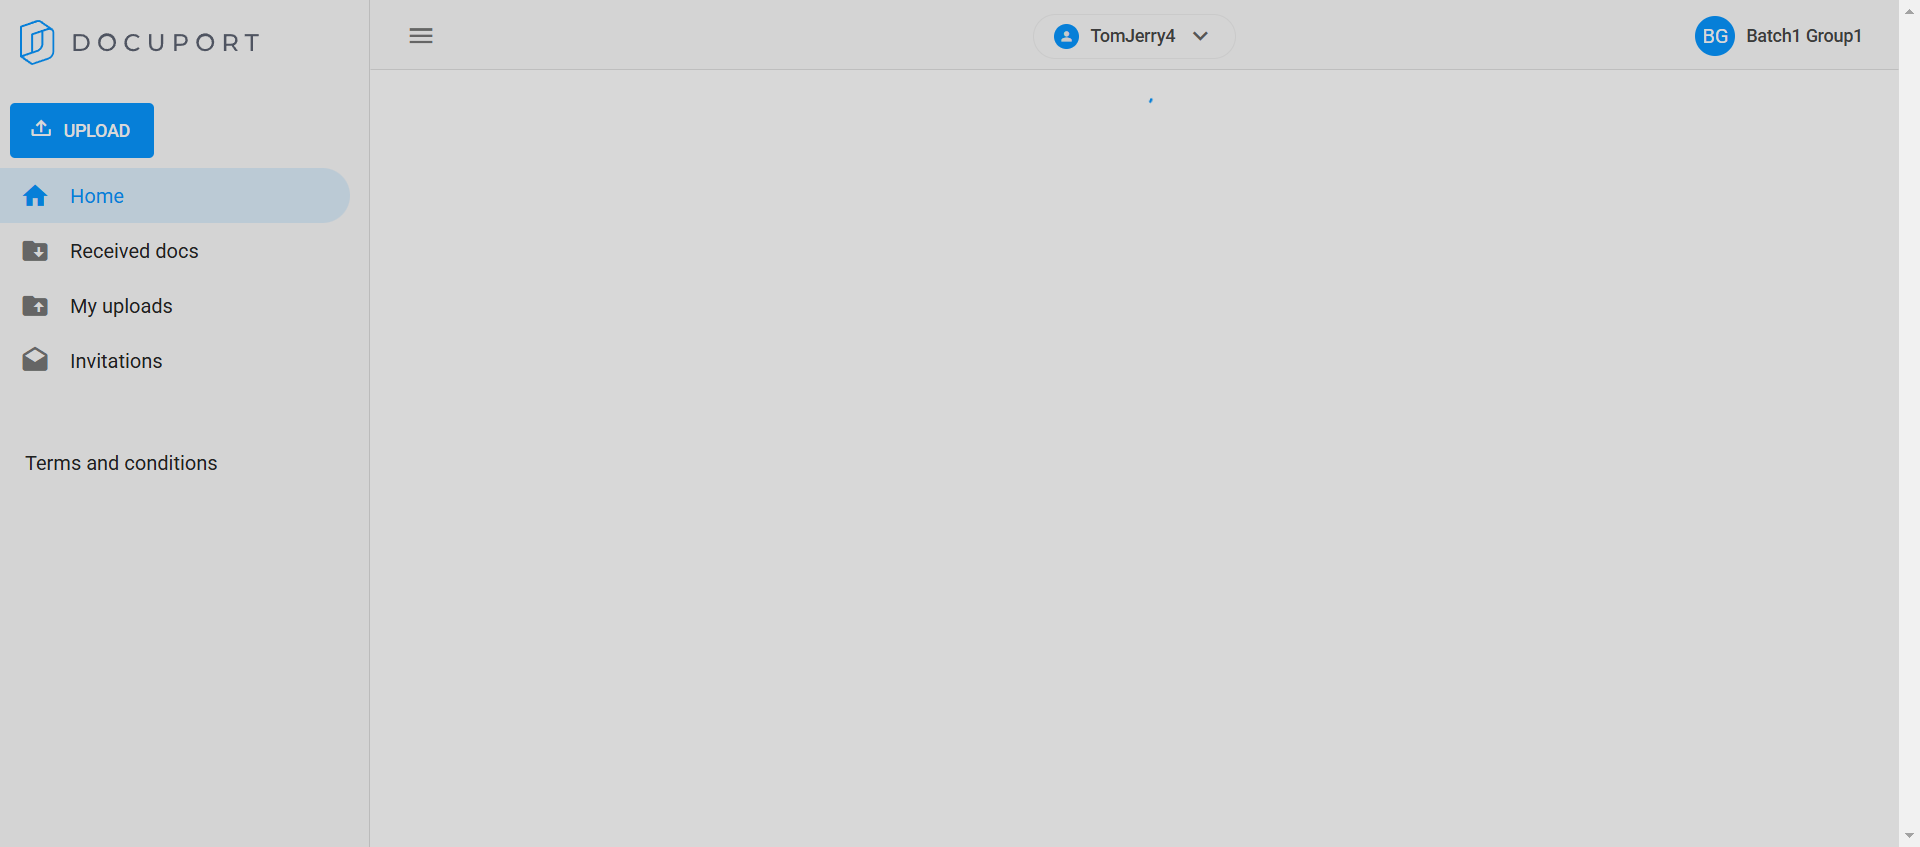 DOCUPORT
TomJerry4
BG Batch1 Group1
UPLOAD
Home
Received docs
My uploads
Invitations
Terms and conditions